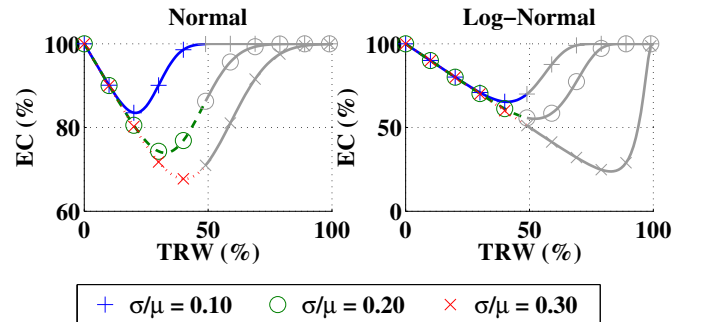 Normal
Log-Normal
EC (%)
100
80
60
0
50
100
TRW (%)
EC (%)
100
50
0
0
50
100
TRW (%)
σ/μ = 0.10
σ/μ = 0.20
σ/μ = 0.30